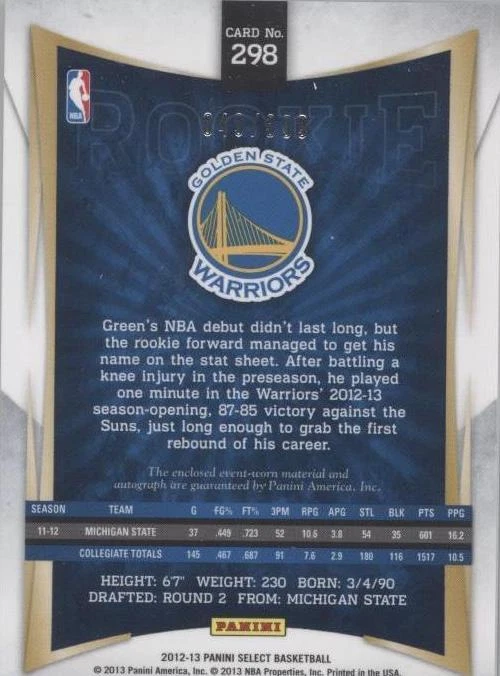 CARD No.
298
NBA
ROOKIE
GOLDEN STATE
WARRIORS
Green's NBA debut didn't last long, but
the rookie forward managed to get his
name on the stat sheet. After battling a
knee injury in the preseason, he played
one minute in the Warriors' 2012-13
season-opening, 87-85 victory against the
Suns, just long enough to grab the first
rebound of his career.
The enclosed event-worn material and
autograph are guaranteed by Panini America, Inc.
SEASON TEAM G FG% FT% 3PM RPG APG STL BLK PTS PPG
11-12 MICHIGAN STATE 37 .449 .723 52 10.6 3.8 54 35 601 16.2
COLLEGIATE TOTALS 145 .467 .687 91 7.6 2.9 180 116 1517 10.5
HEIGHT: 6'7" WEIGHT: 230 BORN: 3/4/90
DRAFTED: ROUND 2 FROM: MICHIGAN STATE
PANINI
2012-13 PANINI SELECT BASKETBALL
© 2013 Panini America, Inc. © 2013 NBA Properties, Inc. Printed in the USA.